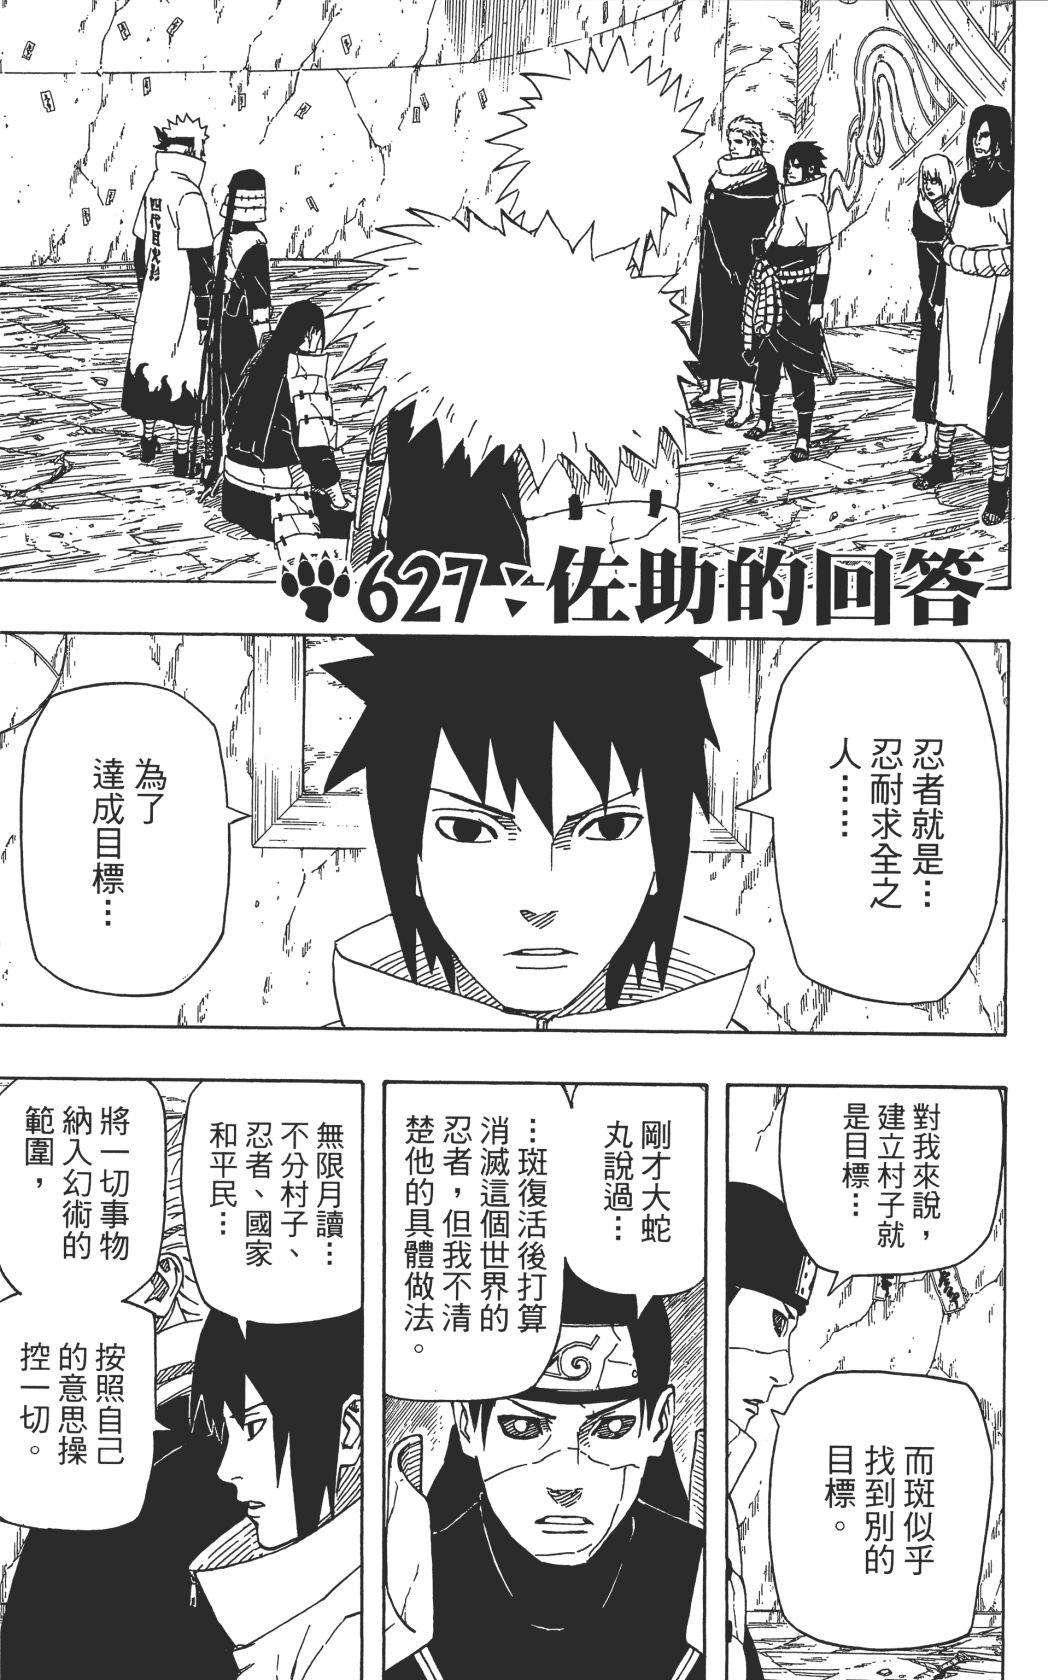 四代目火影
627：佐助的回答
忍者就是…
忍耐求全之
人……
為了
達成目標…
對我來說，
建立村子就
是目標…
而斑似乎
找到別的
目標。
剛才大蛇
丸說過…
…斑復活後打算
消滅這個世界的
忍者，但我不清
楚他的具體做法
。
無限月讀…
不分村子、
忍者、國家
和平民…
將一切事物
納入幻術的
範圍，
按照自己
的意思操
控一切。